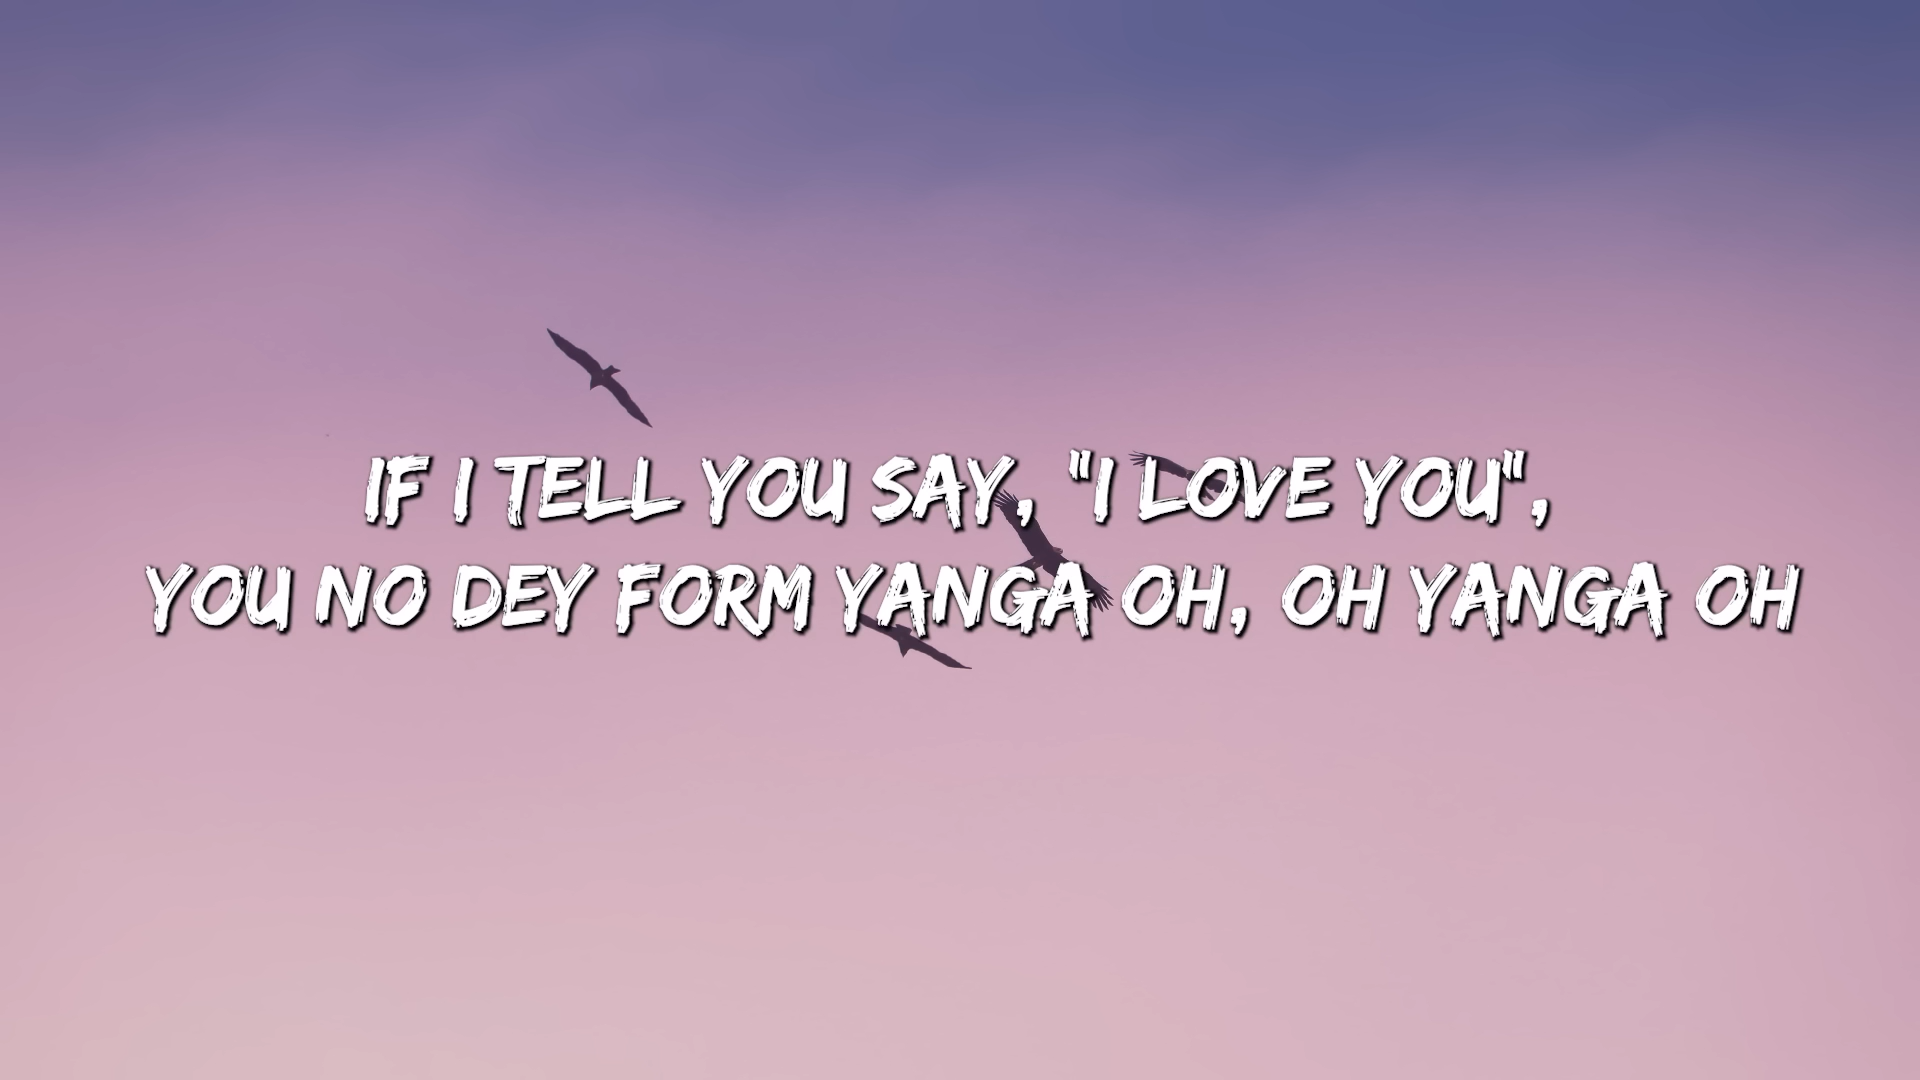 IF I TELL YOU SAY, "I LOVE YOU",
YOU NO DEY FORM YANGA OH, OH YANGA OH